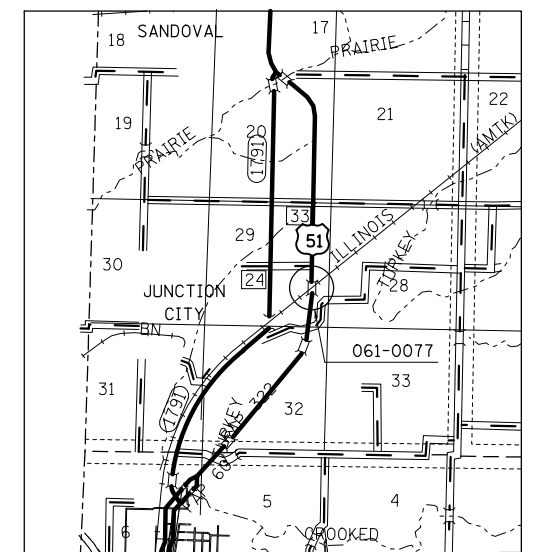 17
18
SANDOVAL
PRAIRIE
22
21
19
20
1791
PRAIRIE
(AMTK)
33
29
51
ILLINOIS
TURKEY
30
24
28
JUNCTION
CITY
BN
061-0077
31
33
1791
32
TURKEY
322
5
4
6
CROOKED